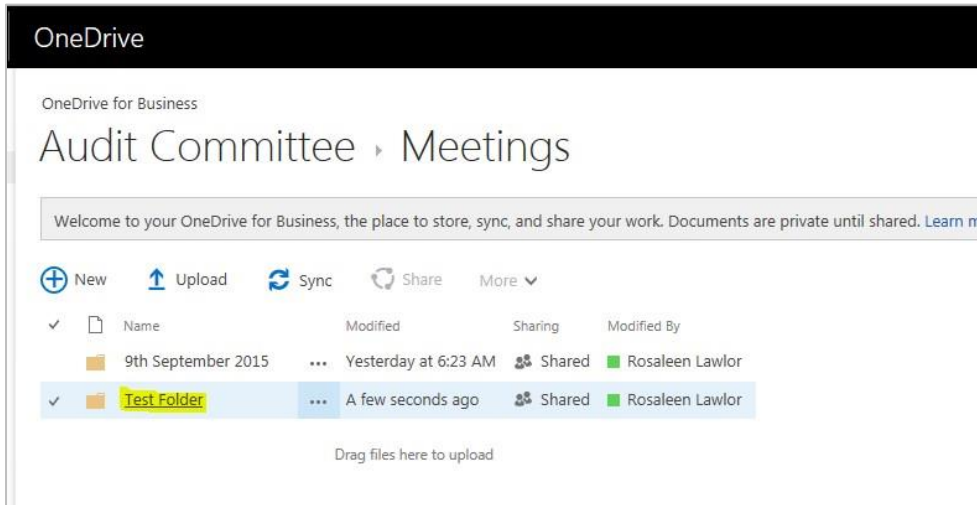 OneDrive
OneDrive for Business
Audit Committee ▸ Meetings
Welcome to your OneDrive for Business, the place to store, sync, and share your work. Documents are private until shared. Learn
New Upload Sync Share More
Name Modified Sharing Modified By
9th September 2015 ... Yesterday at 6:23 AM Shared Rosaleen Lawlor
Test Folder ... A few seconds ago Shared Rosaleen Lawlor
Drag files here to upload